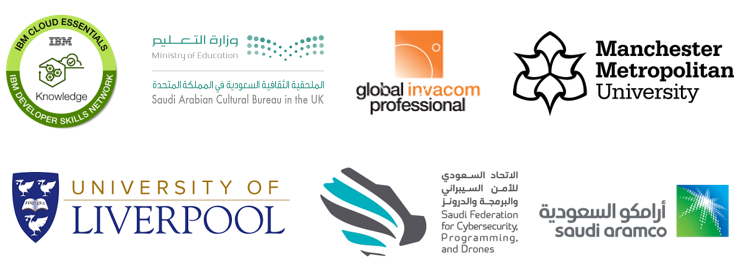 IBM CLOUD ESSENTIALS
IBM
Knowledge
IBM DEVELOPER SKILLS NETWORK
وزارة التعليم
Ministry of Education
الملحقية الثقافية السعودية في المملكة المتحدة
Saudi Arabian Cultural Bureau in the UK
global invacom
professional
Manchester
Metropolitan
University
UNIVERSITY OF
LIVERPOOL
الاتحاد السعودي
للأمن السيبراني
والبرمجة والدرونز
Saudi Federation
for Cybersecurity,
Programming,
and Drones
أرامكو السعودية
saudi aramco